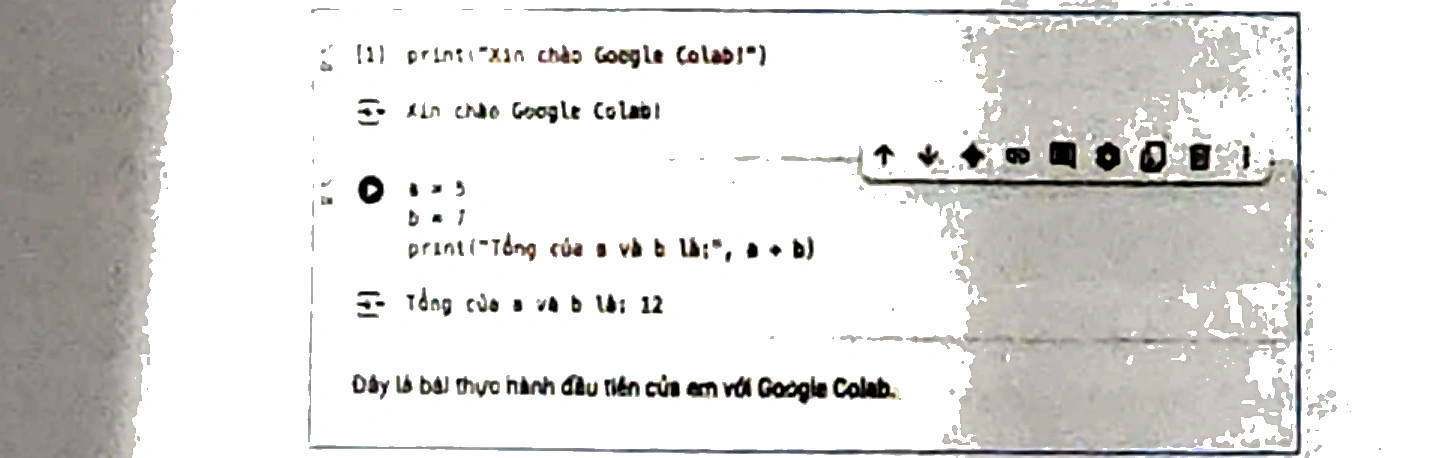 [1] print("Xin chào Google Colab!")
Xin chào Google Colab!
a = 5
b = 7
print("Tổng của a và b là:", a + b)
Tổng của a và b là: 12
Đây là bài thực hành đầu tiên của em với Google Colab.